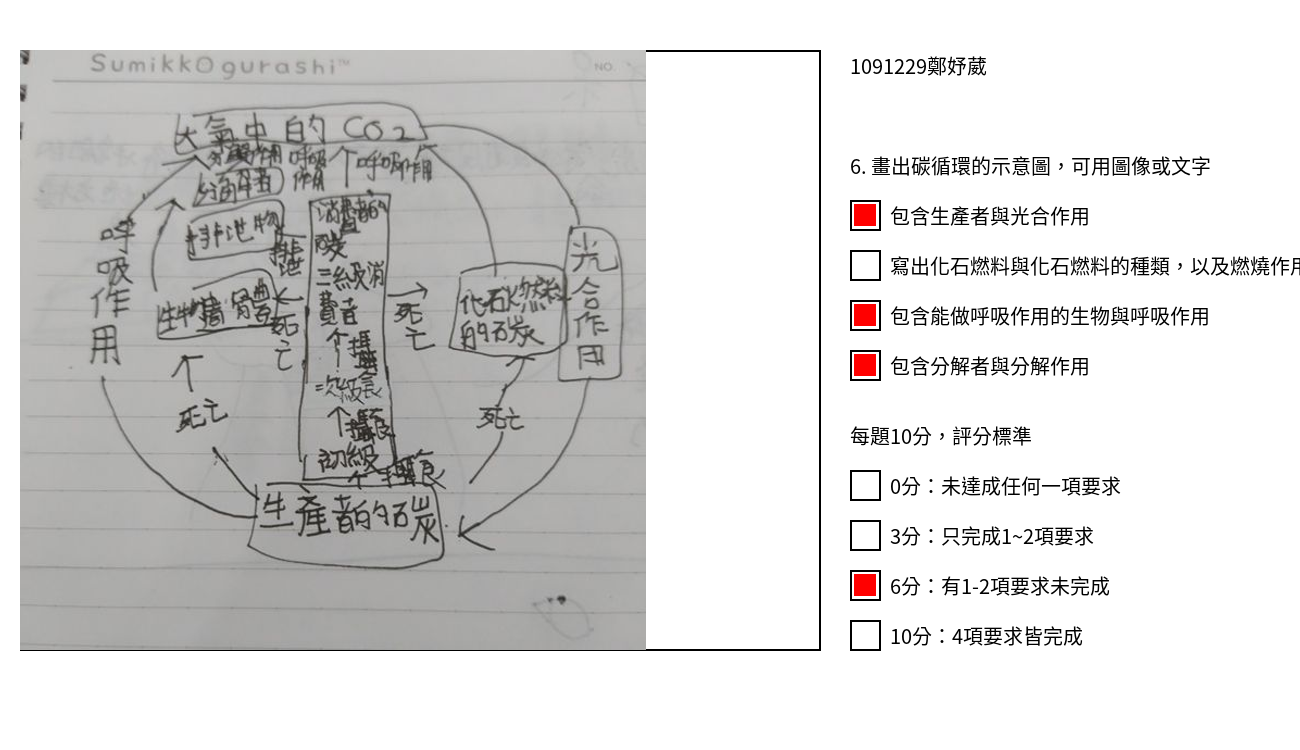 Sumikkogurashi™
NO
大氣中的 CO2
分解作用
呼吸作用
呼吸作用
分解者
排泄物
排泄
生物遺骸
死亡
死亡
消費者的碳
三級消費者
攝食
二次級
攝食
初級
攝食
死亡
化石燃料的碳
光合作用
呼吸作用
死亡
生產者的碳
1091229鄭妤葳
6. 畫出碳循環的示意圖，可用圖像或文字
包含生產者與光合作用
寫出化石燃料與化石燃料的種類，以及燃燒作用
包含能做呼吸作用的生物與呼吸作用
包含分解者與分解作用
每題10分，評分標準
0分：未達成任何一項要求
3分：只完成1~2項要求
6分：有1-2項要求未完成
10分：4項要求皆完成